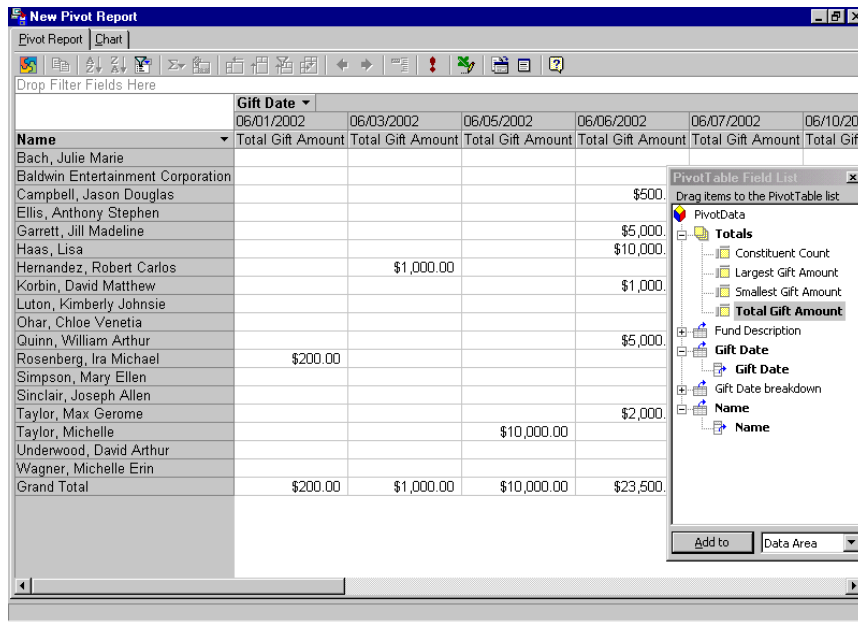 New Pivot Report
Pivot Report Chart
Drop Filter Fields Here
Gift Date
06/01/2002 06/03/2002 06/05/2002 06/06/2002 06/07/2002 06/10/20
Name Total Gift Amount Total Gift Amount Total Gift Amount Total Gift Amount Total Gift Amount Total Gif
Bach, Julie Marie
Baldwin Entertainment Corporation
Campbell, Jason Douglas $500.
Ellis, Anthony Stephen
Garrett, Jill Madeline $5,000.
Haas, Lisa $10,000.
Hernandez, Robert Carlos $1,000.00
Korbin, David Matthew $1,000.
Luton, Kimberly Johnsie
Ohar, Chloe Venetia
Quinn, William Arthur $5,000.
Rosenberg, Ira Michael $200.00
Simpson, Mary Ellen
Sinclair, Joseph Allen
Taylor, Max Gerome $2,000.
Taylor, Michelle $10,000.00
Underwood, David Arthur
Wagner, Michelle Erin
Grand Total $200.00 $1,000.00 $10,000.00 $23,500.
PivotTable Field List
Drag items to the PivotTable list
PivotData
Totals
Constituent Count
Largest Gift Amount
Smallest Gift Amount
Total Gift Amount
Fund Description
Gift Date
Gift Date
Gift Date breakdown
Name
Name
Add to Data Area